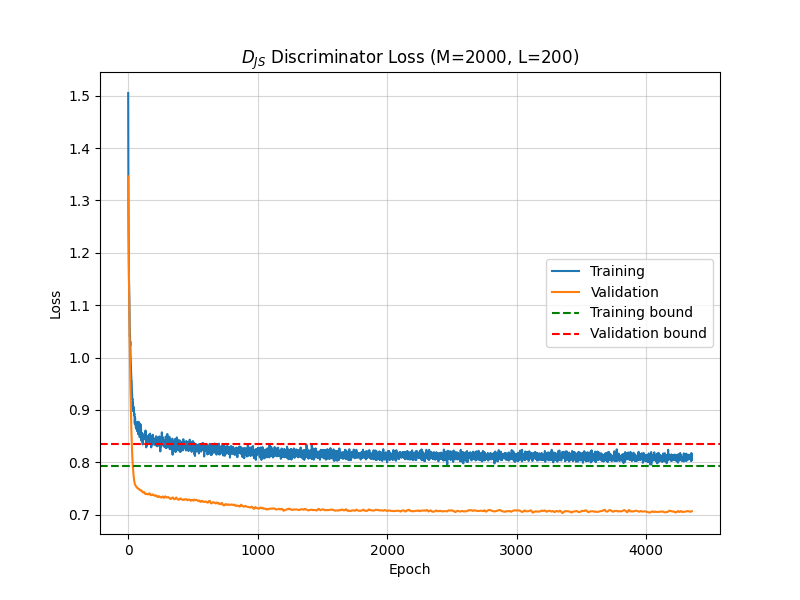 D_{JS} Discriminator Loss (M=2000, L=200)
1.5
1.4
1.3
1.2
1.1
1.0
0.9
0.8
0.7
Loss
Training
Validation
Training bound
Validation bound
0 1000 2000 3000 4000
Epoch